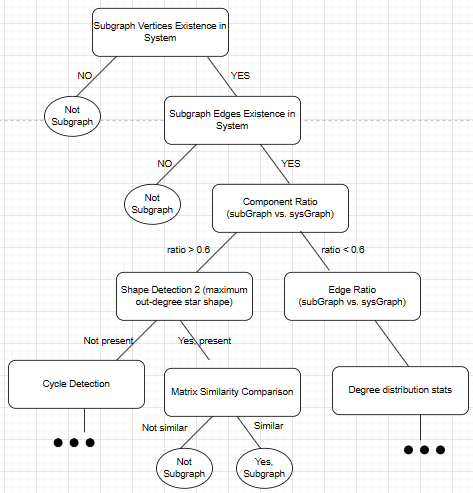 Subgraph Vertices Existence in
System
NO
YES
Not
Subgraph
Subgraph Edges Existence in
System
NO
YES
Not
Subgraph
Component Ratio
(subGraph vs. sysGraph)
ratio > 0.6
ratio < 0.6
Shape Detection 2 (maximum
out-degree star shape)
Edge Ratio
(subGraph vs. sysGraph)
Not present
Yes, present
Cycle Detection
Matrix Similarity Comparison
Degree distribution stats
Not similar
Similar
Not
Subgraph
Yes,
Subgraph